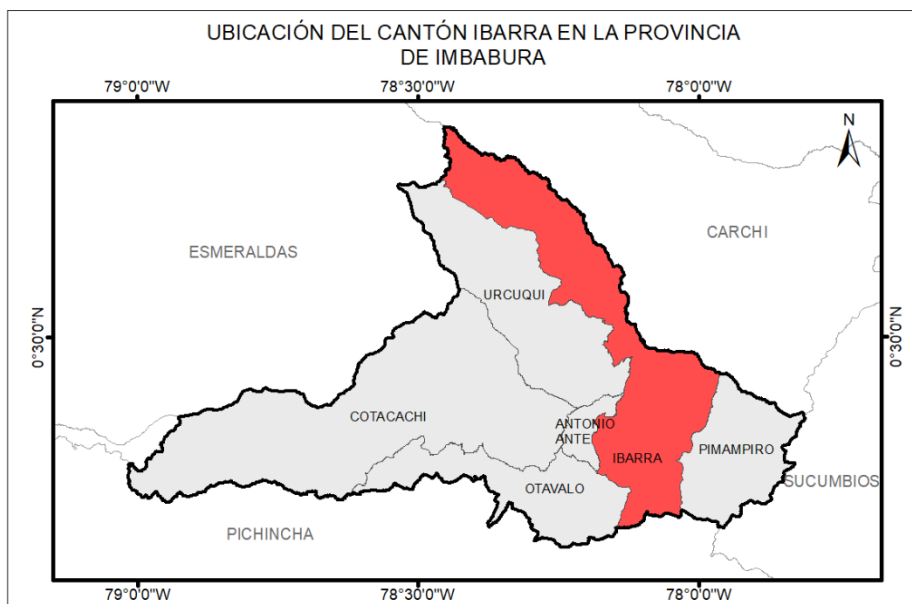 UBICACIÓN DEL CANTÓN IBARRA EN LA PROVINCIA
DE IMBABURA
79°0'0"W
78°30'0"W
78°0'0"W
N
CARCHI
ESMERALDAS
URCUQUI
0°30'0"N
0°30'0"N
COTACACHI
ANTONIO
ANTE
IBARRA
PIMAMPIRO
OTAVALO
SUCUMBIOS
PICHINCHA
79°0'0"W
78°30'0"W
78°0'0"W